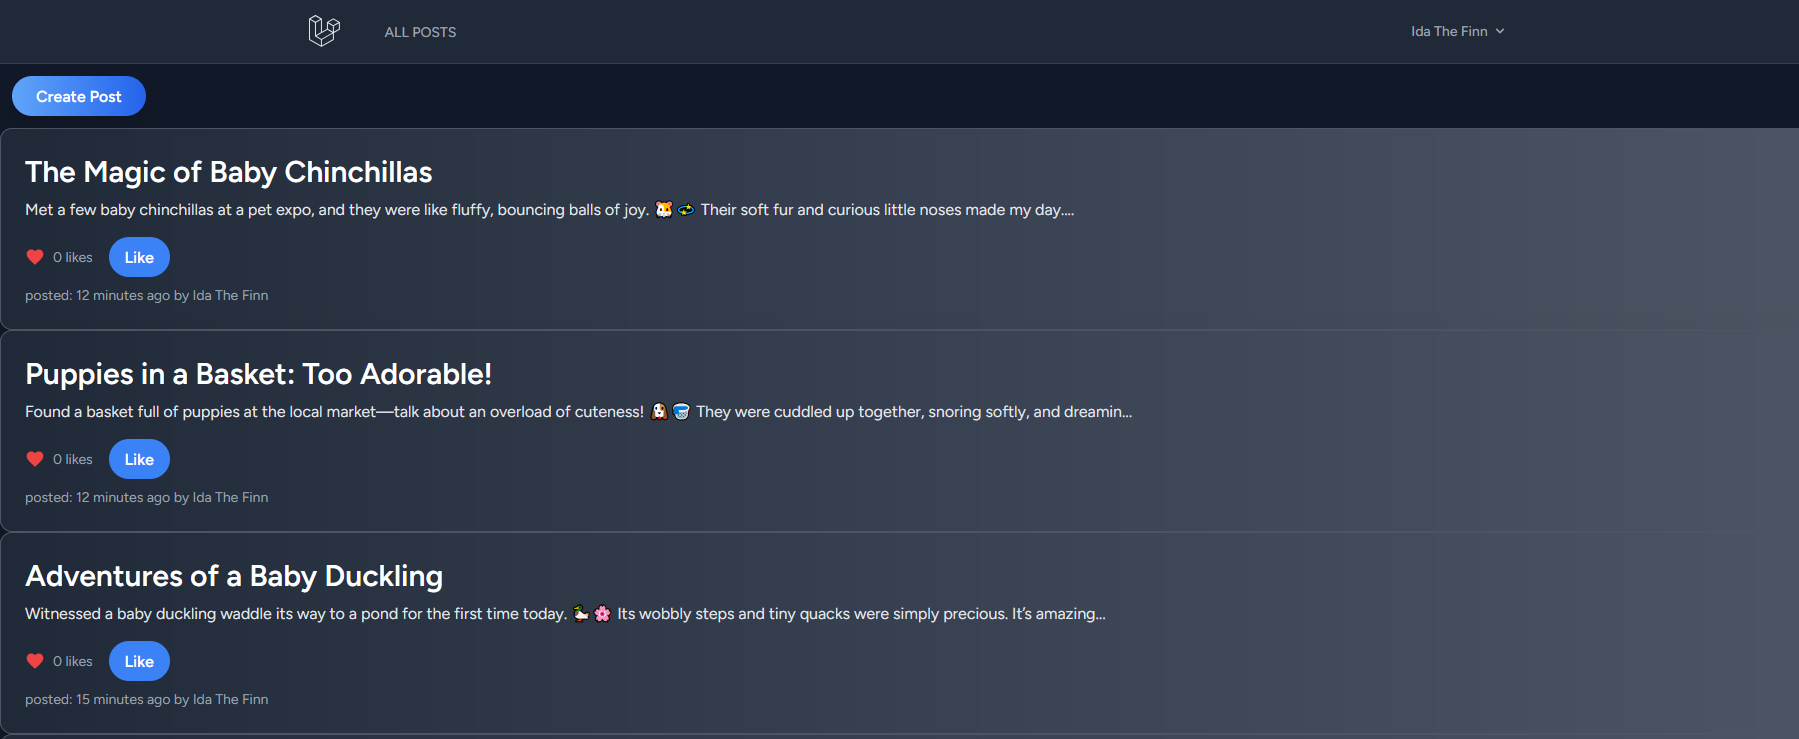 ALL POSTS
Ida The Finn
Create Post
The Magic of Baby Chinchillas
Met a few baby chinchillas at a pet expo, and they were like fluffy, bouncing balls of joy. 🐹💫 Their soft fur and curious little noses made my day....
0 likes Like
posted: 12 minutes ago by Ida The Finn
Puppies in a Basket: Too Adorable!
Found a basket full of puppies at the local market—talk about an overload of cuteness! 🐶 They were cuddled up together, snoring softly, and dreamin...
0 likes Like
posted: 12 minutes ago by Ida The Finn
Adventures of a Baby Duckling
Witnessed a baby duckling waddle its way to a pond for the first time today. 🦆🌸 Its wobbly steps and tiny quacks were simply precious. It’s amazing...
0 likes Like
posted: 15 minutes ago by Ida The Finn